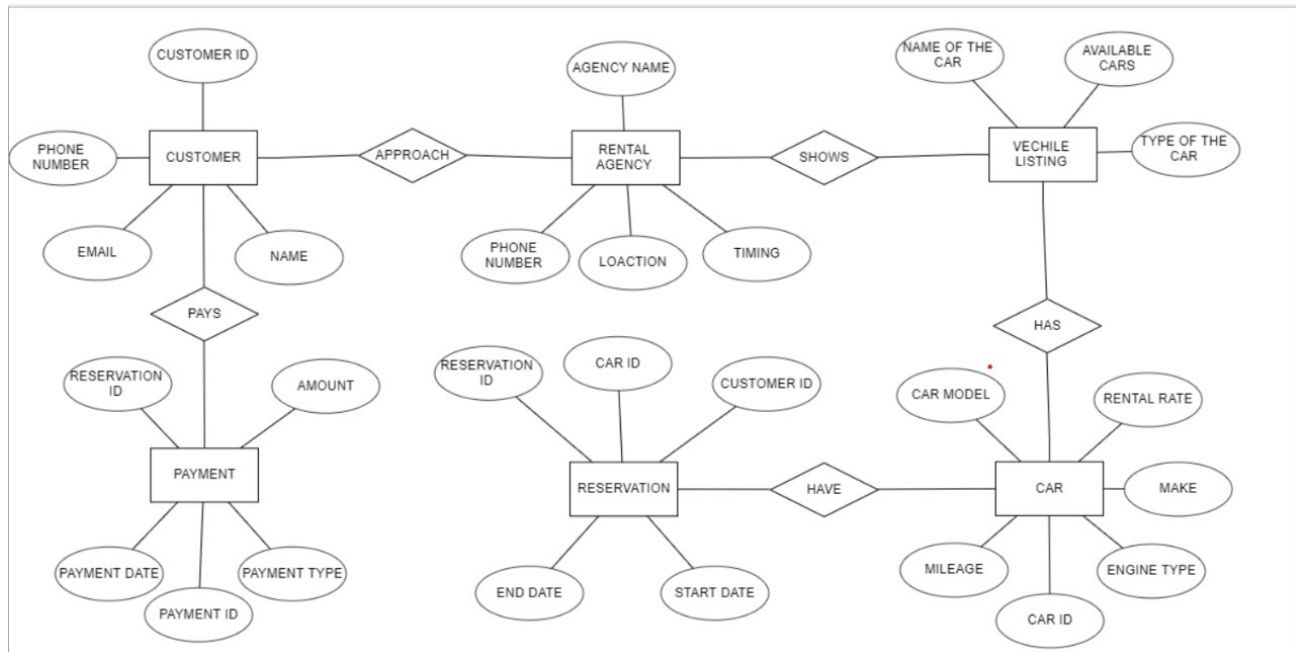 CUSTOMER ID
AGENCY NAME
NAME OF THE
CAR
AVAILABLE
CARS
PHONE
NUMBER
CUSTOMER
APPROACH
RENTAL
AGENCY
SHOWS
VECHILE
LISTING
TYPE OF THE
CAR
EMAIL
NAME
PHONE
NUMBER
LOACTION
TIMING
PAYS
HAS
RESERVATION
ID
AMOUNT
RESERVATION
ID
CAR ID
CUSTOMER ID
CAR MODEL
RENTAL RATE
PAYMENT
RESERVATION
HAVE
CAR
MAKE
PAYMENT DATE
PAYMENT ID
PAYMENT TYPE
END DATE
START DATE
MILEAGE
CAR ID
ENGINE TYPE